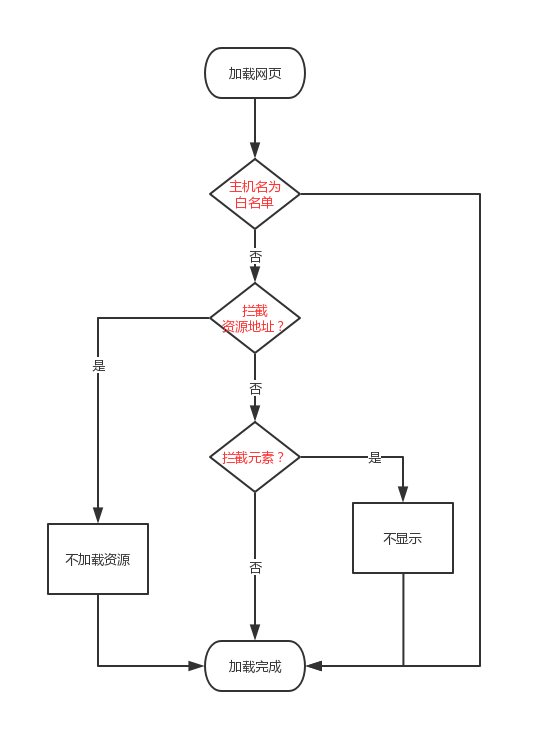 加载网页
主机名为
白名单
否
拦截
资源地址？
是
否
拦截元素？
是
不显示
不加载资源
否
加载完成